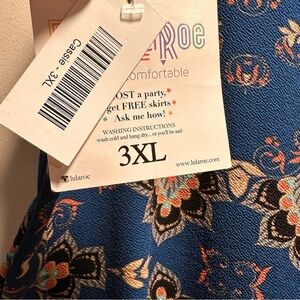 Cassie - 3XL
Roe
comfortable
OST a party,
get FREE skirts
Ask me how!
WASHING INSTRUCTIONS
wash cold and hang dry... or you'll be sad
3XL
lularoe
www.lularoe.com